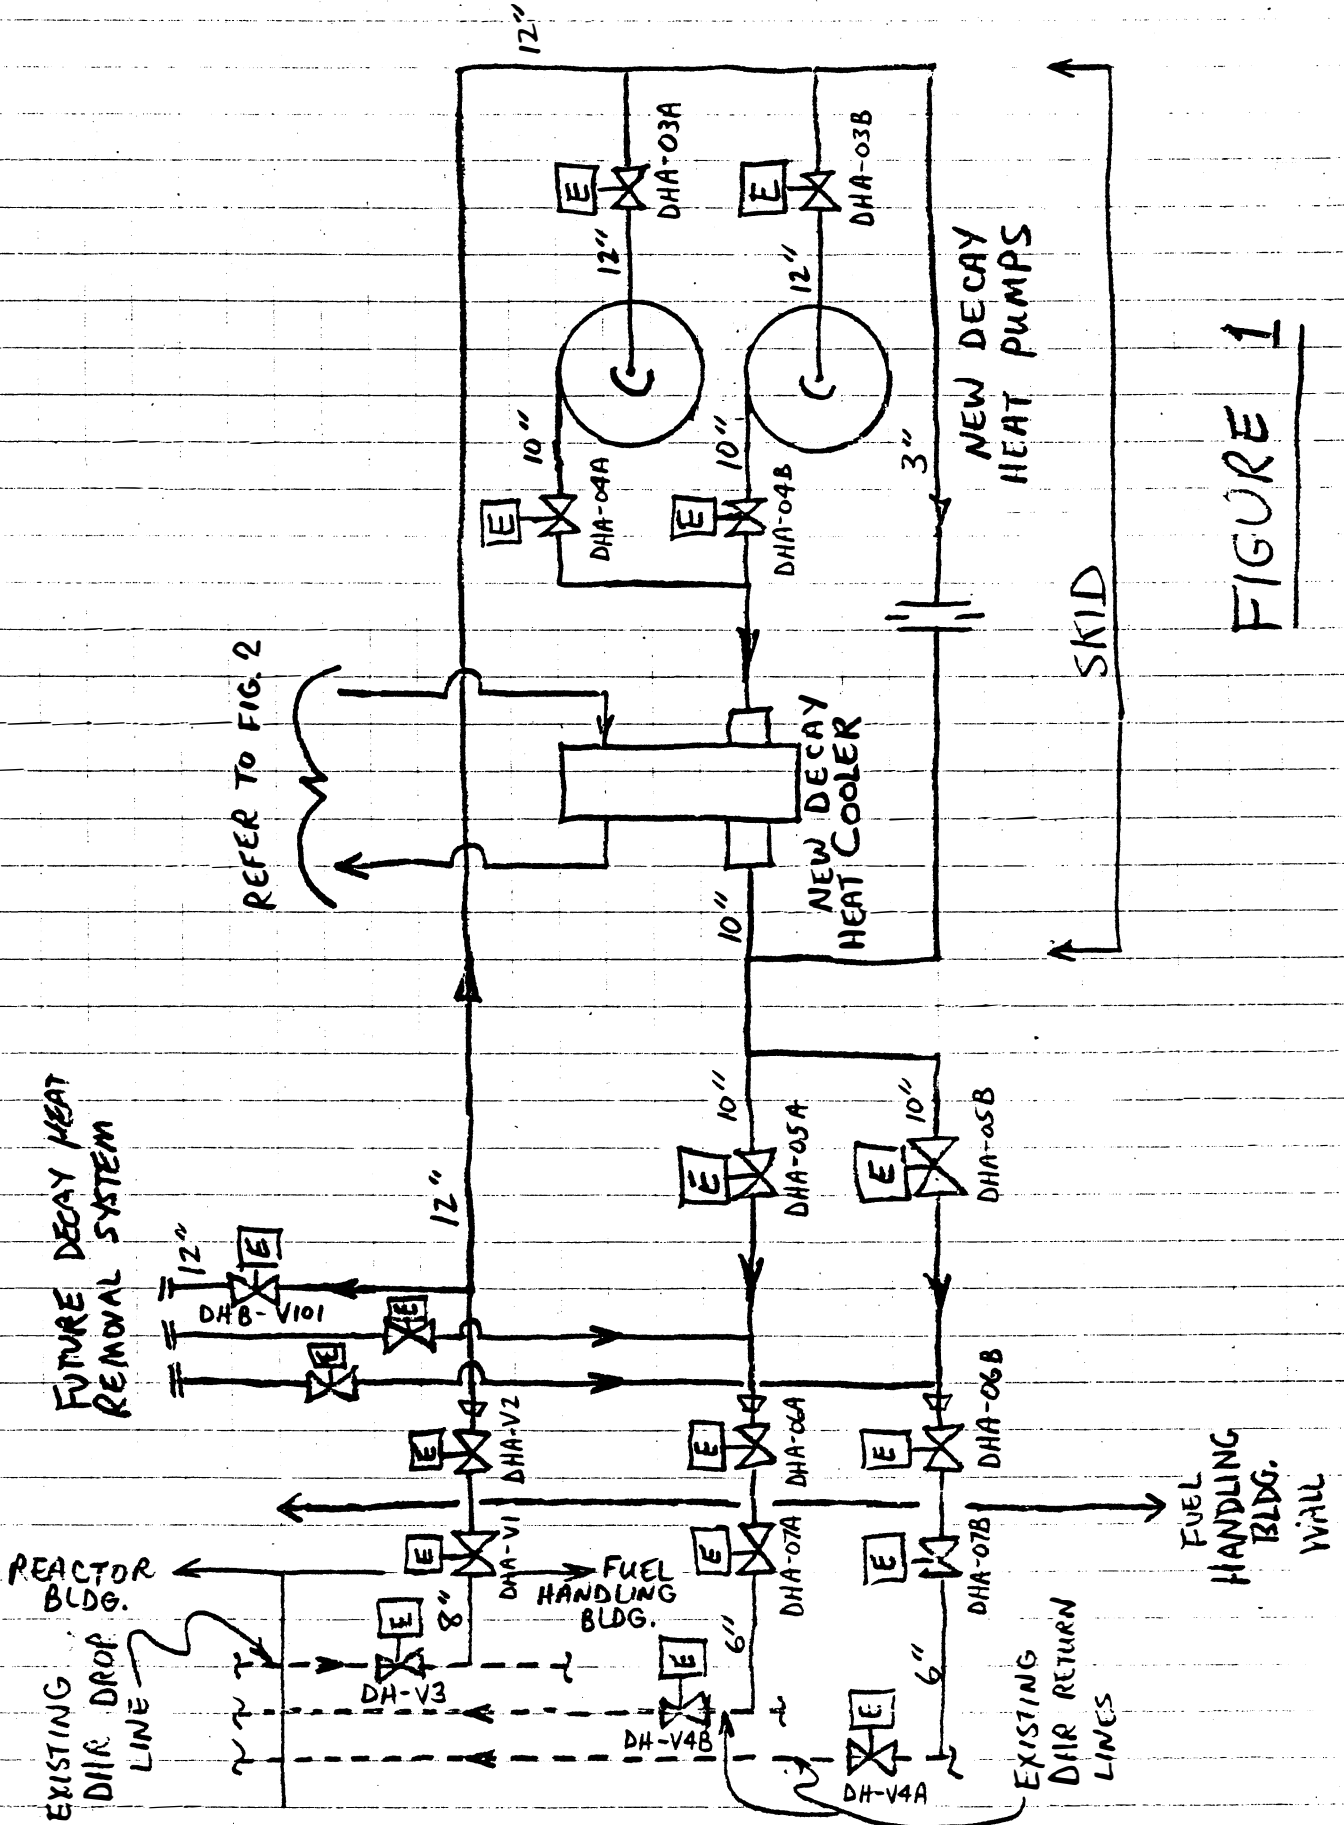 FUTURE DECAY HEAT
REMOVAL SYSTEM
12"
E
DHB-V101
E
E
REFER TO FIG. 2
12"
12"
REACTOR
BLDG.
EXISTING
DHR DROP
LINE
E
DH-V3
8"
E
DHA-V1
FUEL
HANDLING
BLDG.
E
DHA-V2
E
DH-V4B
6"
E
DHA-07A
E
DHA-06A
E
DHA-05A
10"
10"
NEW DECAY
HEAT COOLER
E
DHA-04A
10"
12"
E
DHA-03A
E
DHA-04B
10"
12"
E
DHA-03B
E
DH-V4A
6"
E
DHA-07B
E
DHA-06B
E
DHA-05B
10"
3"
NEW DECAY
HEAT PUMPS
EXISTING
DHR RETURN
LINES
FUEL
HANDLING
BLDG.
WALL
SKID
FIGURE 1